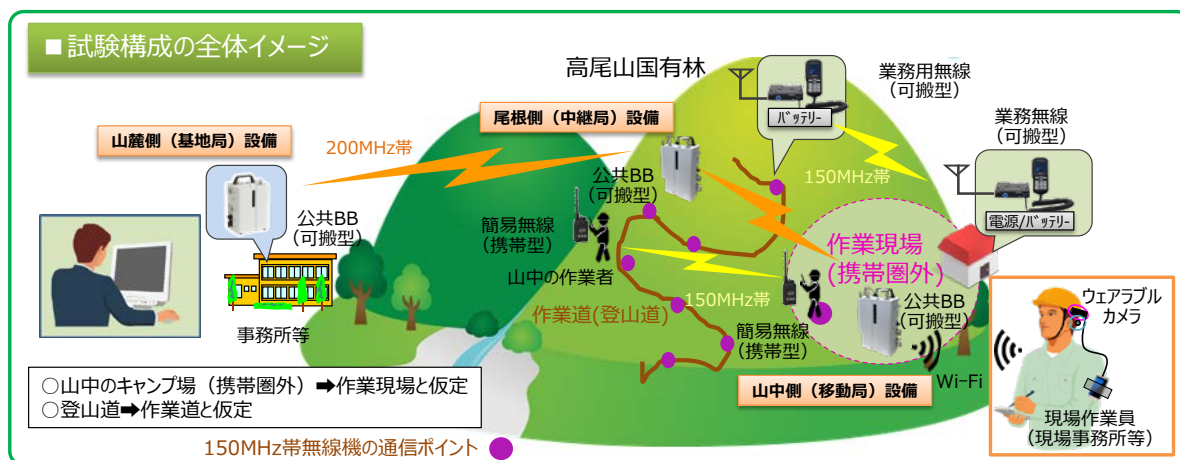 ■試験構成の全体イメージ
高尾山国有林
業務用無線
(可搬型)
バッテリー
業務無線
(可搬型)
電源/バッテリー
尾根側（中継局）設備
山麓側（基地局）設備
200MHz帯
150MHz帯
公共BB
(可搬型)
公共BB
(可搬型)
簡易無線
(携帯型)
山中の作業者
作業現場
(携帯圏外)
作業道(登山道)
150MHz帯
簡易無線
(携帯型)
公共BB
(可搬型)
ウェアラブル
カメラ
事務所等
Wi-Fi
山中側（移動局）設備
○山中のキャンプ場（携帯圏外）➡作業現場と仮定
○登山道➡作業道と仮定
現場作業員
(現場事務所等)
150MHz帯無線機の通信ポイント